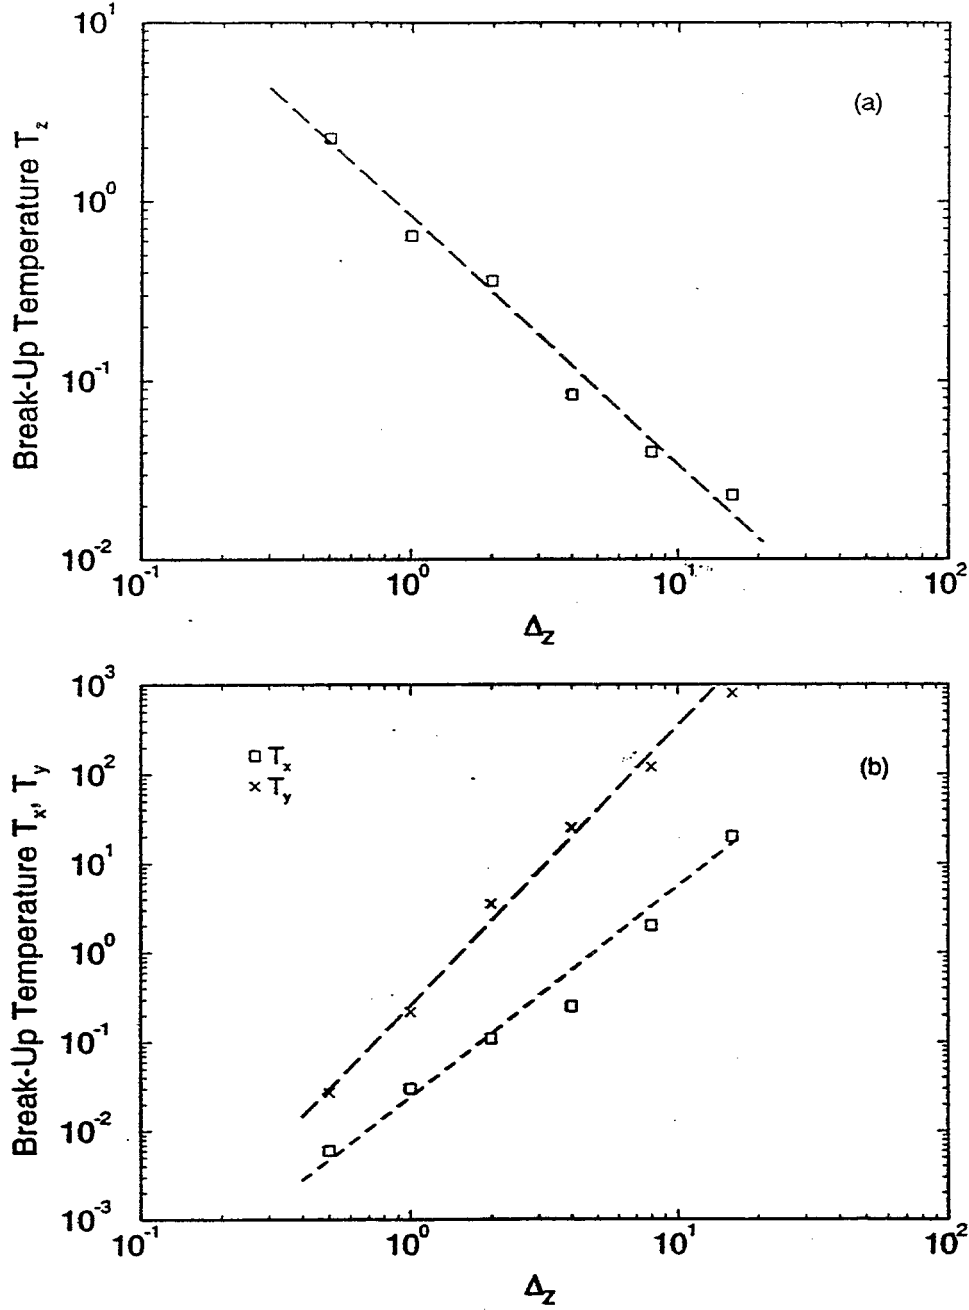 10¹
(a)
10⁰
10⁻¹
10⁻²
Break-Up Temperature T_z
10⁻¹ 10⁰ 10¹ 10²
Δ_z
10³
□ T_x
× T_y
(b)
10²
10¹
10⁰
10⁻¹
10⁻²
10⁻³
Break-Up Temperature T_x, T_y
10⁻¹ 10⁰ 10¹ 10²
Δ_z